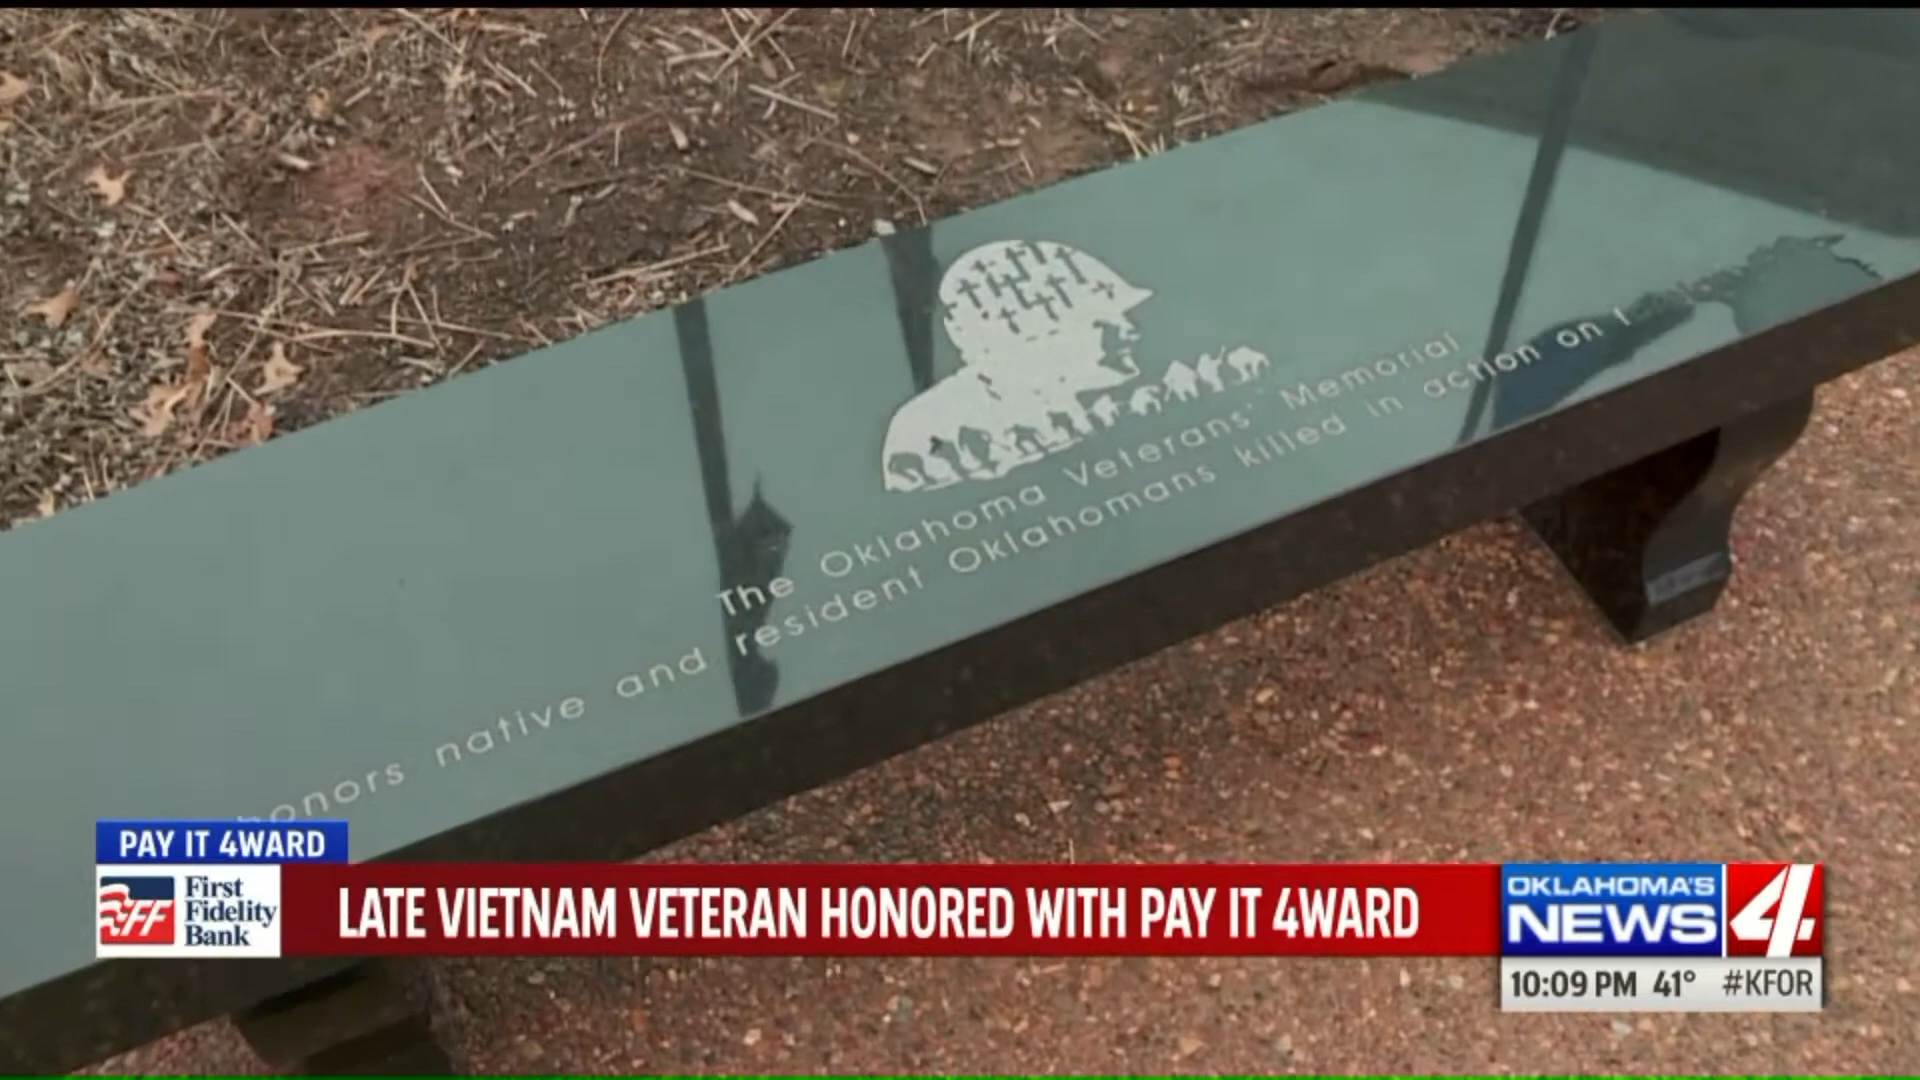 The Oklahoma Veterans' Memorial
honors native and resident Oklahomans killed in action on
PAY IT 4WARD
FF
First
Fidelity
Bank
LATE VIETNAM VETERAN HONORED WITH PAY IT 4WARD
OKLAHOMA'S
NEWS 4
10:09 PM 41° #KFOR